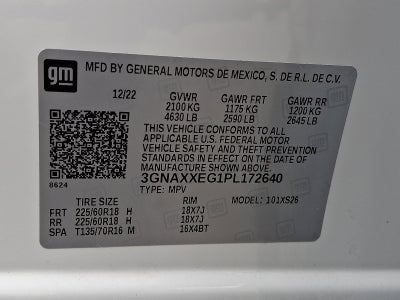 gm MFD BY GENERAL MOTORS DE MEXICO, S. DE R.L. DE C.V.
12/22 GVWR GAWR FRT GAWR RR
2100 KG 1175 KG 1200 KG
4630 LB 2590 LB 2645 LB
THIS VEHICLE CONFORMS TO ALL
APPLICABLE U.S. FEDERAL MOTOR
VEHICLE SAFETY AND THEFT PREVENTION
STANDARDS IN EFFECT ON THE DATE OF
MANUFACTURE SHOWN ABOVE.
8624 3GNAXXEG1PL172640
TYPE: MPV MODEL: 101XS26
TIRE SIZE RIM
FRT 225/60R18 H 18X7J
RR 225/60R18 H 18X7J
SPA T135/70R16 M 16X4BT